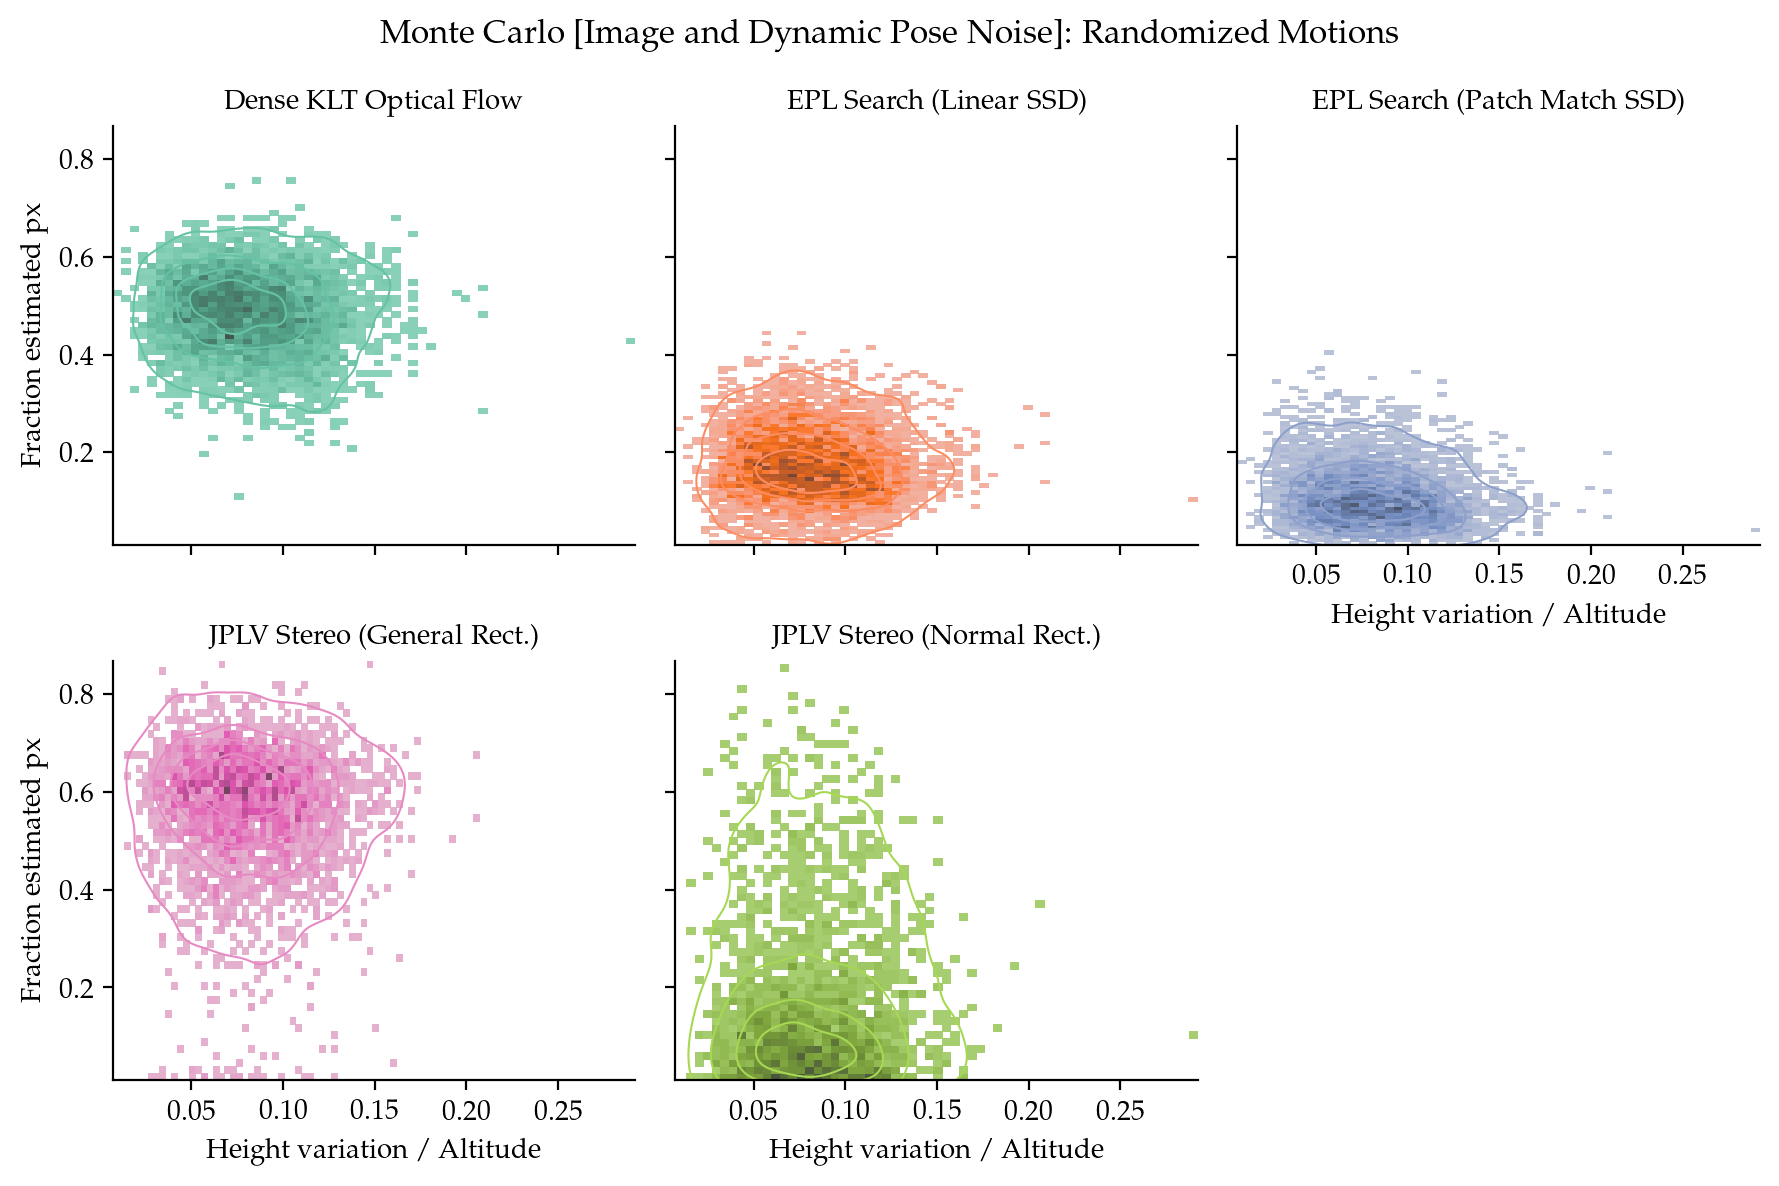 Monte Carlo [Image and Dynamic Pose Noise]: Randomized Motions
Dense KLT Optical Flow
EPL Search (Linear SSD)
EPL Search (Patch Match SSD)
Fraction estimated px
0.8
0.6
0.4
0.2
0.05 0.10 0.15 0.20 0.25
Height variation / Altitude
JPLV Stereo (General Rect.)
JPLV Stereo (Normal Rect.)
Fraction estimated px
0.8
0.6
0.4
0.2
0.05 0.10 0.15 0.20 0.25
Height variation / Altitude
0.05 0.10 0.15 0.20 0.25
Height variation / Altitude